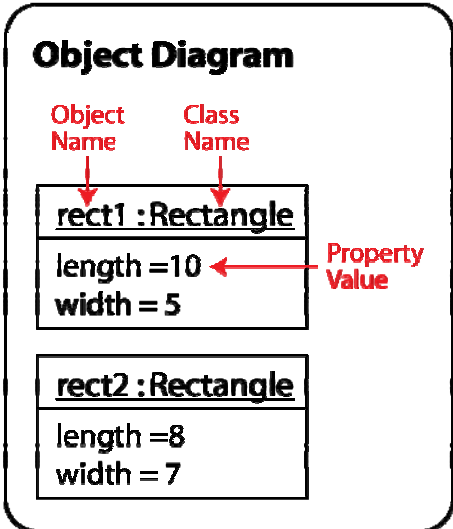 Object Diagram
Object Name
Class Name
rect1 : Rectangle
length =10
width = 5
Property Value
rect2 : Rectangle
length =8
width = 7